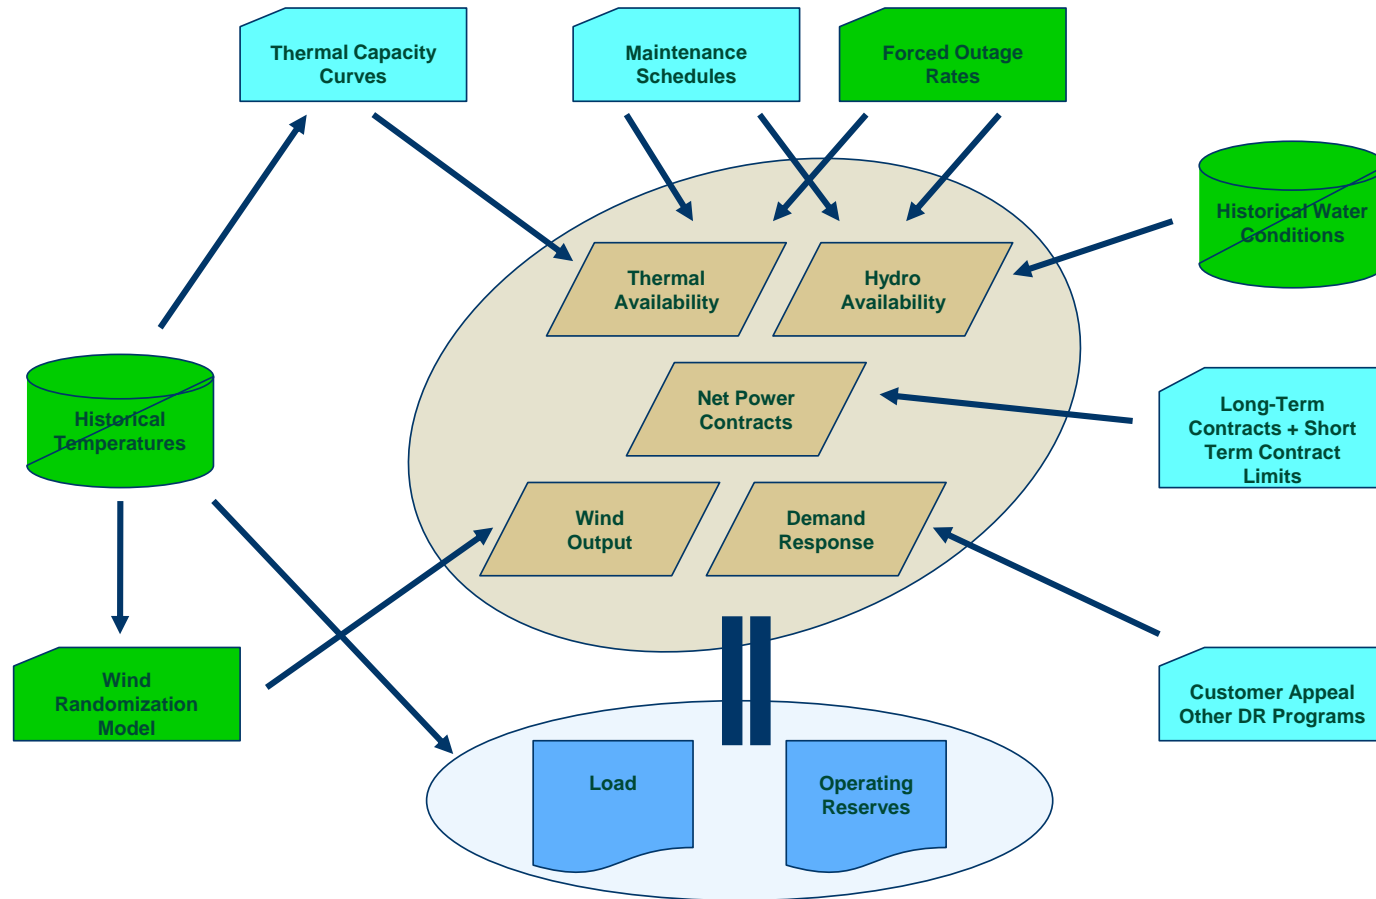 Thermal Capacity
Curves
Maintenance
Schedules
Forced Outage
Rates
Historical Water
Conditions
Thermal
Availability
Hydro
Availability
Net Power
Contracts
Historical
Temperatures
Long-Term
Contracts + Short
Term Contract
Limits
Wind
Output
Demand
Response
Wind
Randomization
Model
Customer Appeal
Other DR Programs
Load
Operating
Reserves